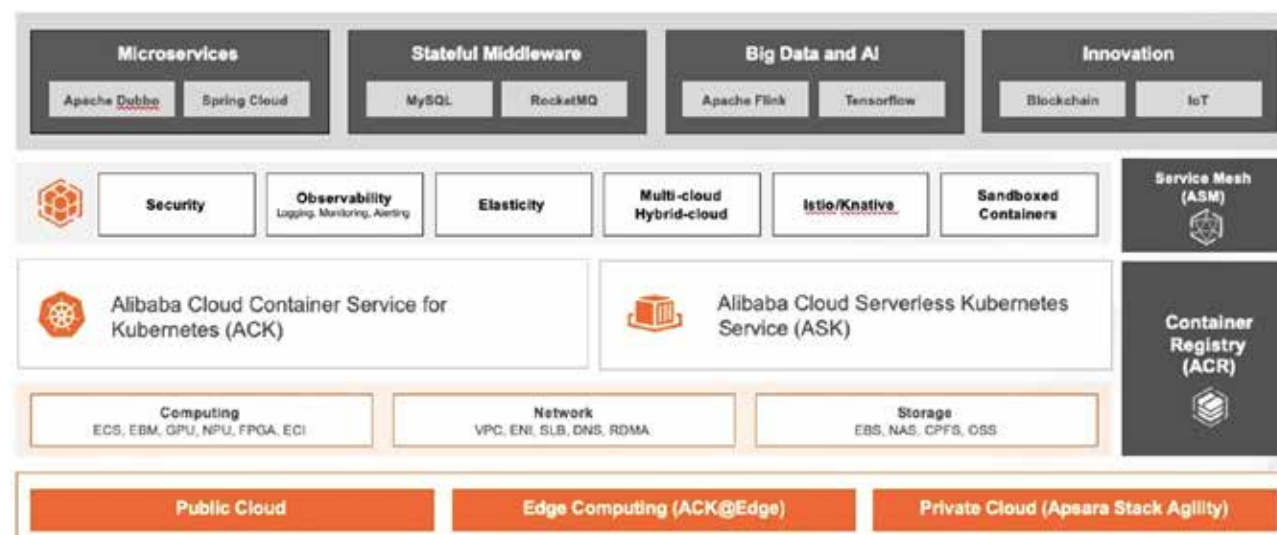 Microservices
Stateful Middleware
Big Data and AI
Innovation
Apache Dubbo
Spring Cloud
MySQL
RocketMQ
Apache Flink
Tensorflow
Blockchain
IoT
Security
Observability
Logging, Monitoring, Alerting
Elasticity
Multi-cloud
Hybrid-cloud
Istio/Knative
Sandboxed
Containers
Service Mesh
(ASM)
Alibaba Cloud Container Service for
Kubernetes (ACK)
Alibaba Cloud Serverless Kubernetes
Service (ASK)
Container
Registry
(ACR)
Computing
ECS, EBM, GPU, NPU, FPGA, ECI
Network
VPC, ENI, SLB, DNS, RDMA
Storage
EBS, NAS, CPFS, OSS
Public Cloud
Edge Computing (ACK@Edge)
Private Cloud (Apsara Stack Agility)